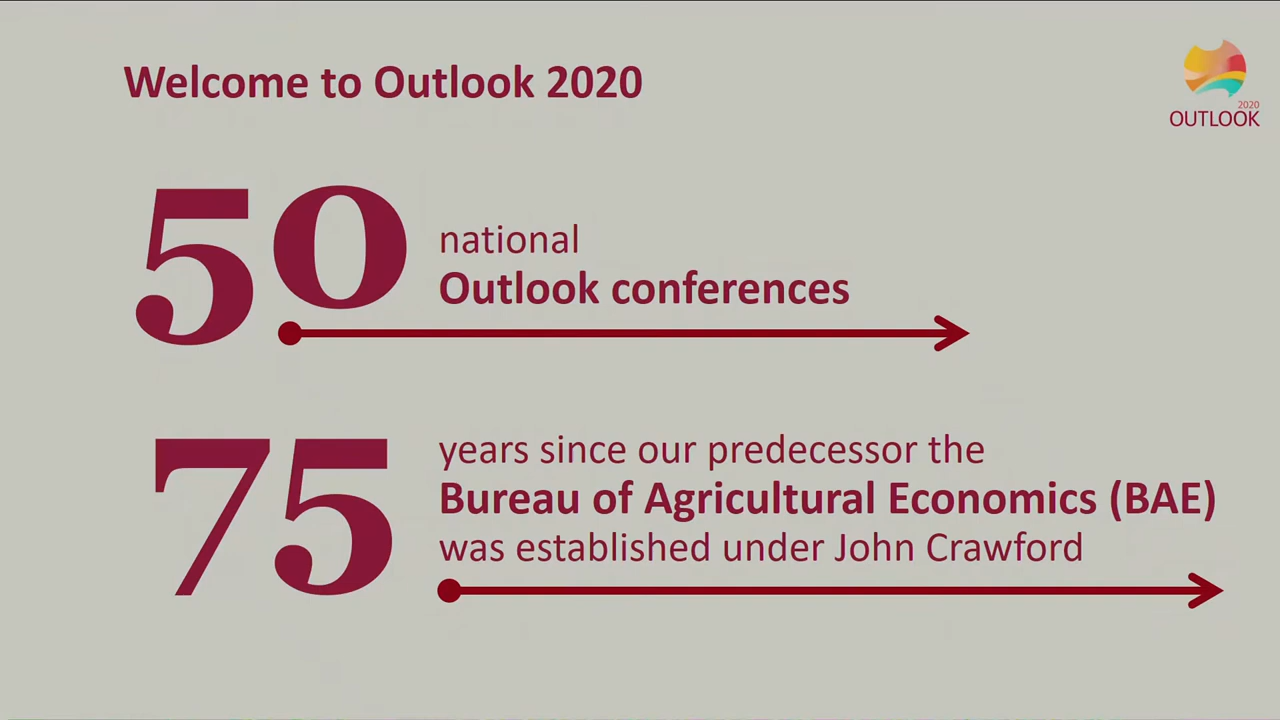 Welcome to Outlook 2020
2020
OUTLOOK
50
national
Outlook conferences
75
years since our predecessor the
Bureau of Agricultural Economics (BAE)
was established under John Crawford